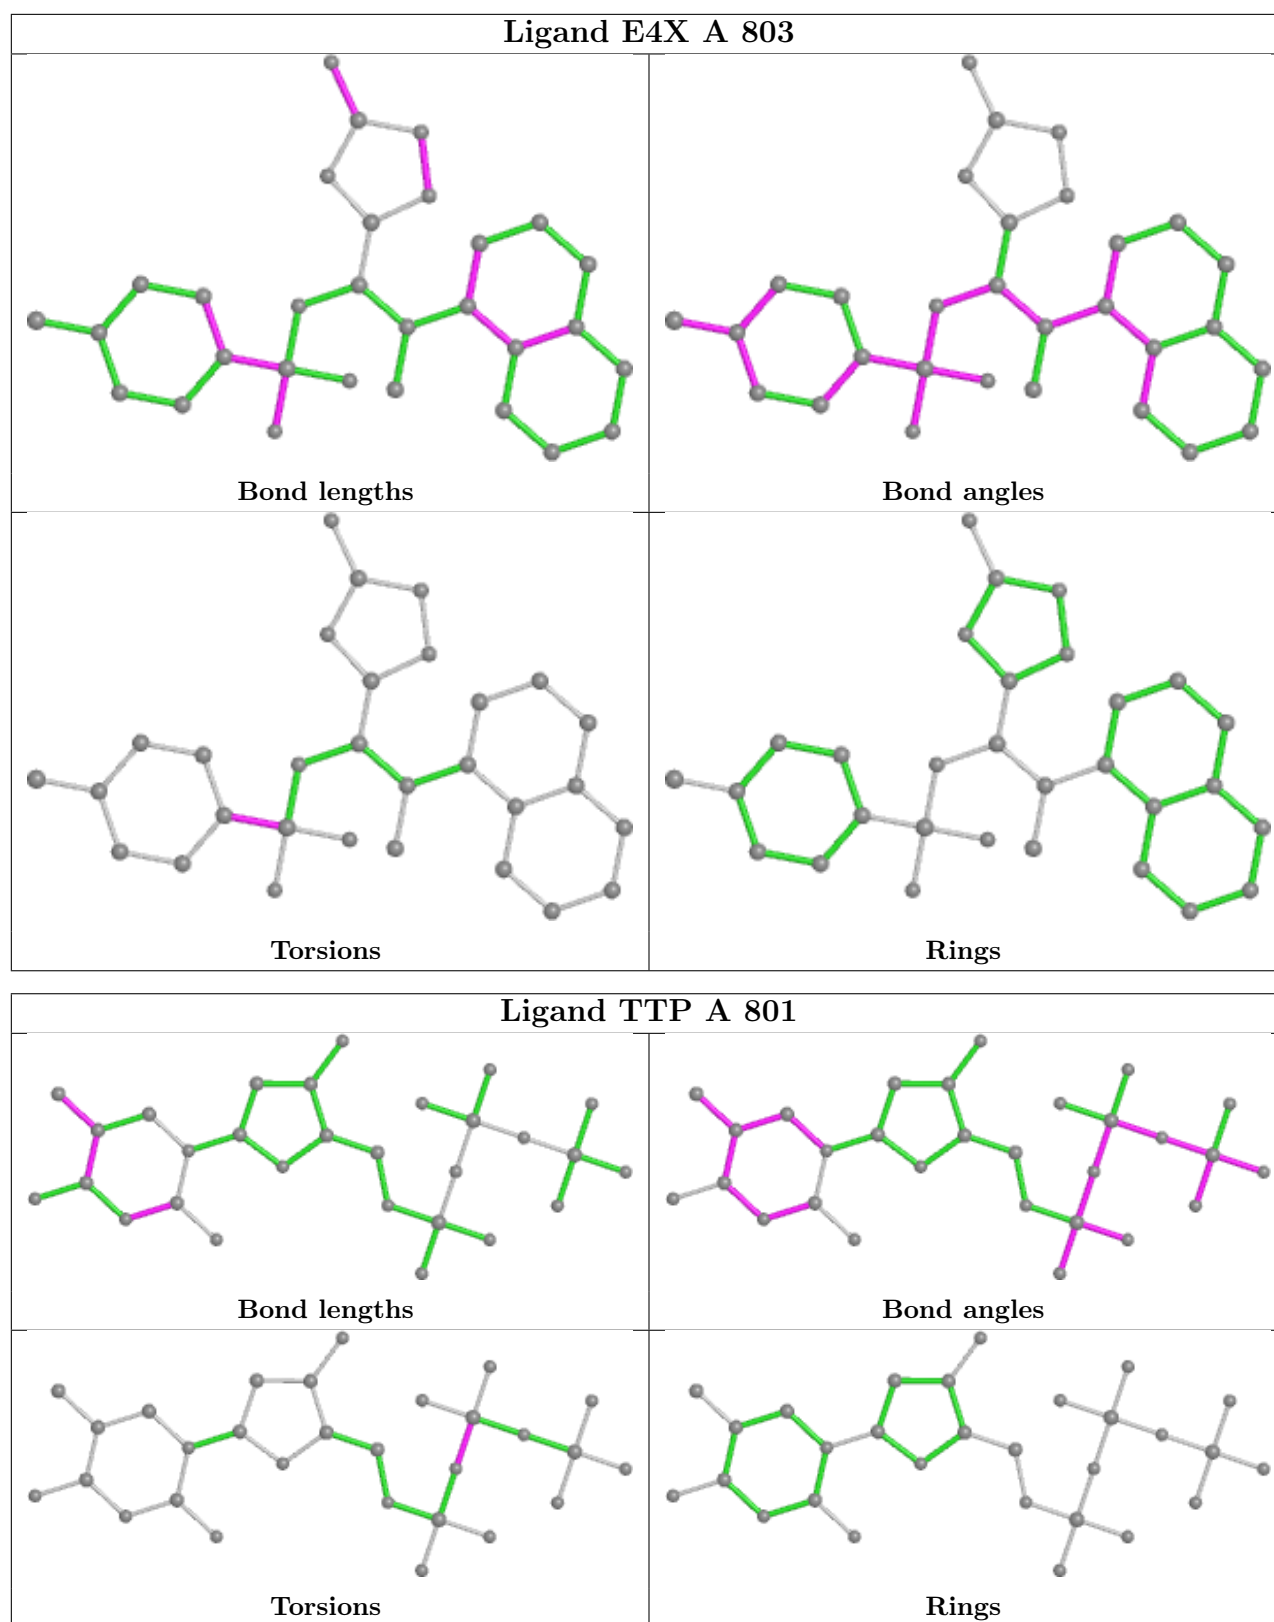 Ligand E4X A 803
Bond lengths
Bond angles
Torsions
Rings
Ligand TTP A 801
Bond lengths
Bond angles
Torsions
Rings